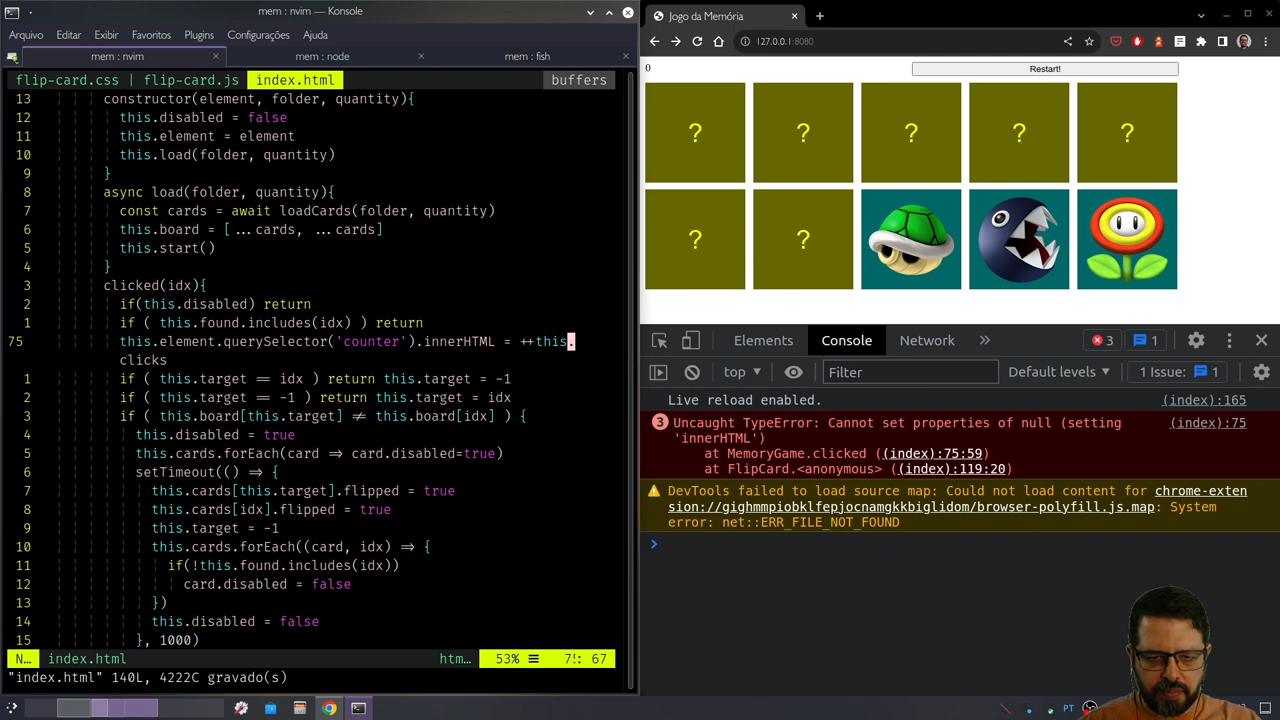 mem : nvim — Konsole
Arquivo Editar Exibir Favoritos Plugins Configurações Ajuda
mem : nvim
mem : node
mem : fish
flip-card.css | flip-card.js index.html buffers
13 constructor(element, folder, quantity){
12 this.disabled = false
11 this.element = element
10 this.load(folder, quantity)
9 }
8 async load(folder, quantity){
7 const cards = await loadCards(folder, quantity)
6 this.board = [ ...cards, ...cards]
5 this.start()
4 }
3 clicked(idx){
2 if(this.disabled) return
1 if ( this.found.includes(idx) ) return
75 this.element.querySelector('counter').innerHTML = ++this.
clicks
1 if ( this.target == idx ) return this.target = -1
2 if ( this.target == -1 ) return this.target = idx
3 if ( this.board[this.target] ≠ this.board[idx] ) {
4 this.disabled = true
5 this.cards.forEach(card ⇒ card.disabled=true)
6 setTimeout(() ⇒ {
7 this.cards[this.target].flipped = true
8 this.cards[idx].flipped = true
9 this.target = -1
10 this.cards.forEach((card, idx) ⇒ {
11 if(!this.found.includes(idx))
12 card.disabled = false
13 })
14 this.disabled = false
15 }, 1000)
N… index.html htm… 53% ☰ 7!: 67
"index.html" 140L, 4222C gravado(s)
Jogo da Memória
127.0.0.1:8080
0 Restart!
? ? ? ? ?
? ?
Elements Console Network 3 1
top Filter Default levels 1 Issue: 1
Live reload enabled. (index):165
3 Uncaught TypeError: Cannot set properties of null (setting (index):75
'innerHTML')
at MemoryGame.clicked ((index):75:59)
at FlipCard.<anonymous> ((index):119:20)
DevTools failed to load source map: Could not load content for chrome-exten
sion://gighmmpiobklfepjocnamgkkbiglidom/browser-polyfill.js.map: System
error: net::ERR_FILE_NOT_FOUND
PT